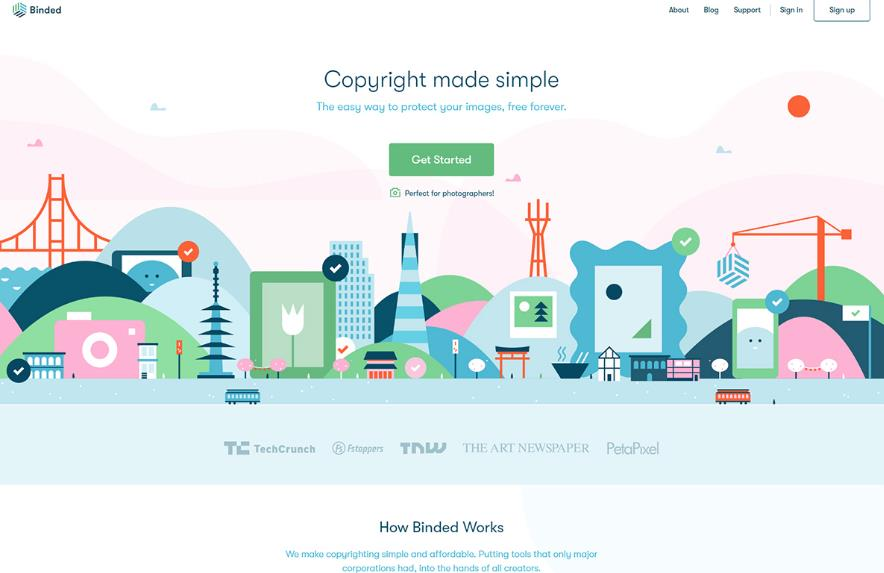 Binded
About Blog Support Sign in Sign up
Copyright made simple
The easy way to protect your images, free forever.
Get Started
Perfect for photographers!
TC TechCrunch Fs Fstoppers TNW THE ART NEWSPAPER PetaPixel
How Binded Works
We make copyrighting simple and affordable. Putting tools that only major
corporations had, into the hands of all creators.